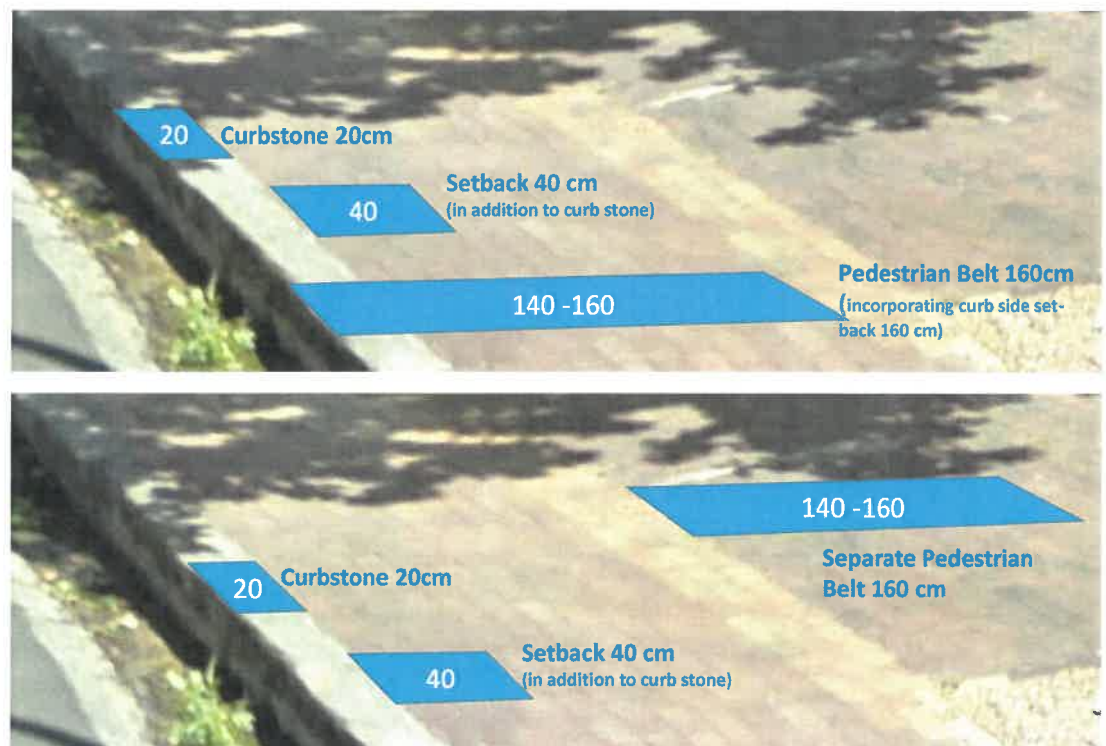 20
Curbstone 20cm
Setback 40 cm
(in addition to curb stone)
40
Pedestrian Belt 160cm
(incorporating curb side set-
back 160 cm)
140 -160
140 -160
Separate Pedestrian
Belt 160 cm
20
Curbstone 20cm
Setback 40 cm
(in addition to curb stone)
40